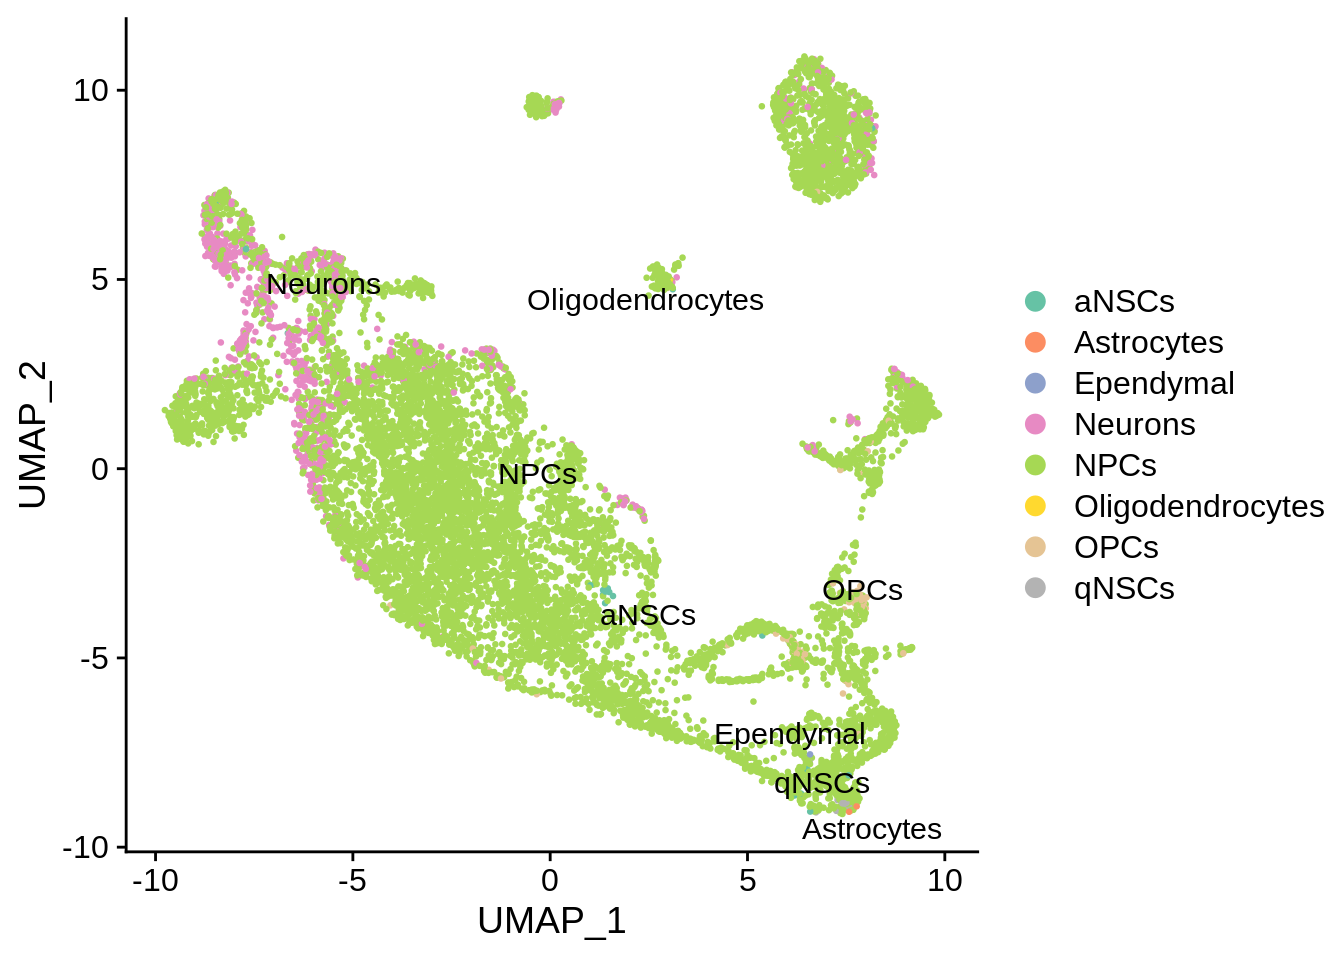 10
5
0
-5
-10
UMAP_2
Neurons
Oligodendrocytes
NPCs
aNSCs
OPCs
Ependymal
qNSCs
Astrocytes
-10
-5
0
5
10
UMAP_1
aNSCs
Astrocytes
Ependymal
Neurons
NPCs
Oligodendrocytes
OPCs
qNSCs